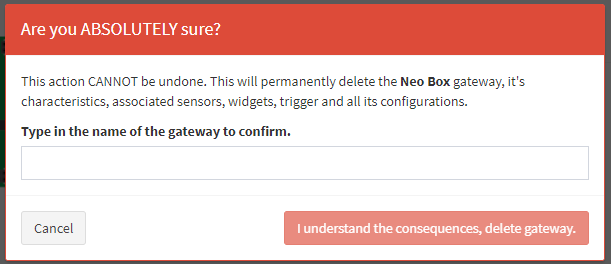 Are you ABSOLUTELY sure?
This action CANNOT be undone. This will permanently delete the Neo Box gateway, it's
characteristics, associated sensors, widgets, trigger and all its configurations.
Type in the name of the gateway to confirm.
Cancel
I understand the consequences, delete gateway.